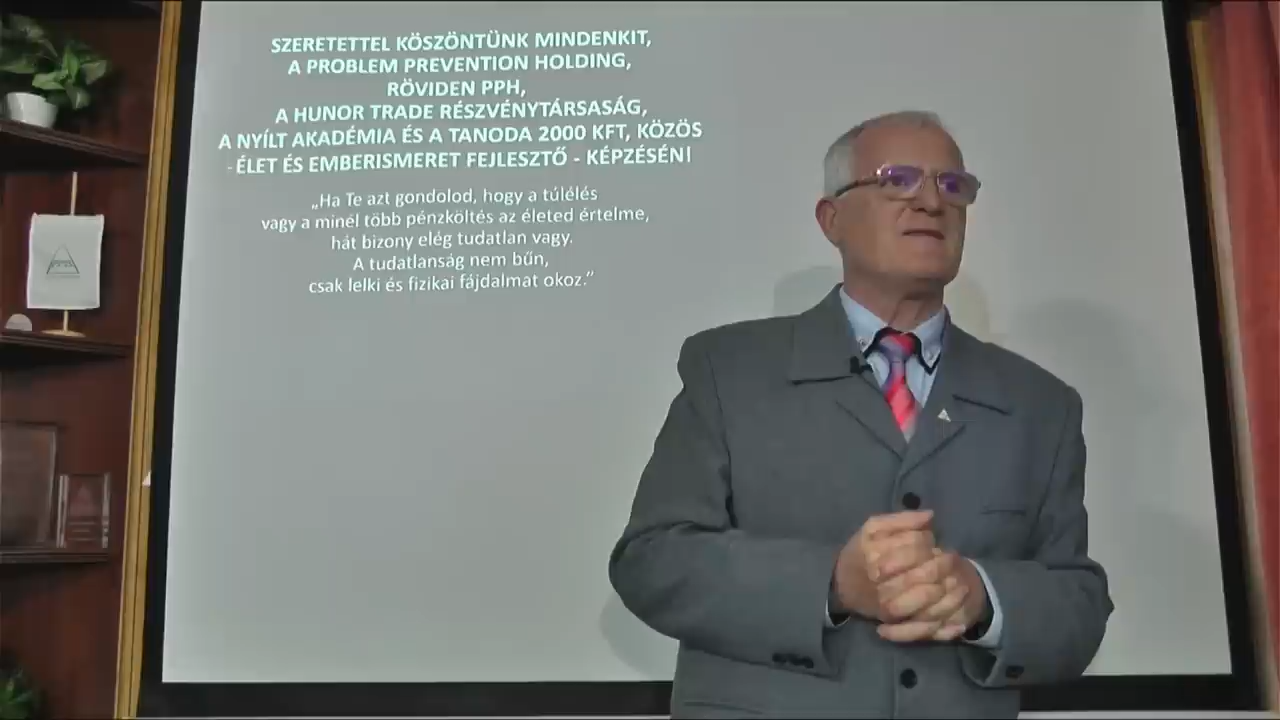 SZERETETTEL KÖSZÖNTÜNK MINDENKIT,
A PROBLEM PREVENTION HOLDING,
RÖVIDEN PPH,
A HUNOR TRADE RÉSZVÉNYTÁRSASÁG,
A NYÍLT AKADÉMIA ÉS A TANODA 2000 KFT, KÖZÖS
- ÉLET ÉS EMBERISMERET FEJLESZTŐ - KÉPZÉSÉN!
„Ha Te azt gondolod, hogy a túlélés
vagy a minél több pénzköltés az életed értelme,
hát bizony elég tudatlan vagy.
A tudatlanság nem bűn,
csak lelki és fizikai fájdalmat okoz.”